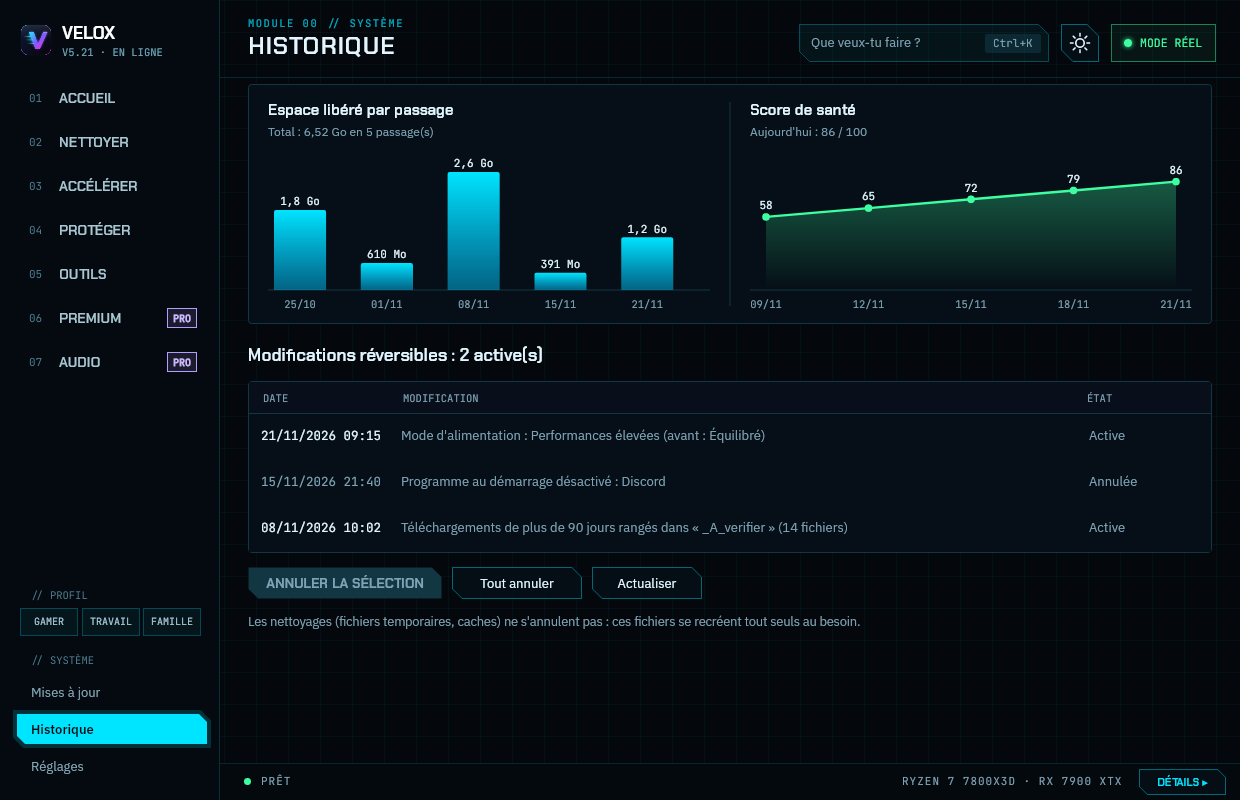 VELOX
V5.21 · EN LIGNE
01 ACCUEIL
02 NETTOYER
03 ACCÉLÉRER
04 PROTÉGER
05 OUTILS
06 PREMIUM PRO
07 AUDIO PRO
// PROFIL
GAMER TRAVAIL FAMILLE
// SYSTÈME
Mises à jour
Historique
Réglages
MODULE 00 // SYSTÈME
HISTORIQUE
Que veux-tu faire ? Ctrl+K
MODE RÉEL
Espace libéré par passage
Total : 6,52 Go en 5 passage(s)
1,8 Go 610 Mo 2,6 Go 391 Mo 1,2 Go
25/10 01/11 08/11 15/11 21/11
Score de santé
Aujourd'hui : 86 / 100
58 65 72 79 86
09/11 12/11 15/11 18/11 21/11
Modifications réversibles : 2 active(s)
DATE MODIFICATION ÉTAT
21/11/2026 09:15 Mode d'alimentation : Performances élevées (avant : Équilibré) Active
15/11/2026 21:40 Programme au démarrage désactivé : Discord Annulée
08/11/2026 10:02 Téléchargements de plus de 90 jours rangés dans « _A_verifier » (14 fichiers) Active
ANNULER LA SÉLECTION Tout annuler Actualiser
Les nettoyages (fichiers temporaires, caches) ne s'annulent pas : ces fichiers se recréent tout seuls au besoin.
PRÊT
RYZEN 7 7800X3D · RX 7900 XTX
DÉTAILS ▸